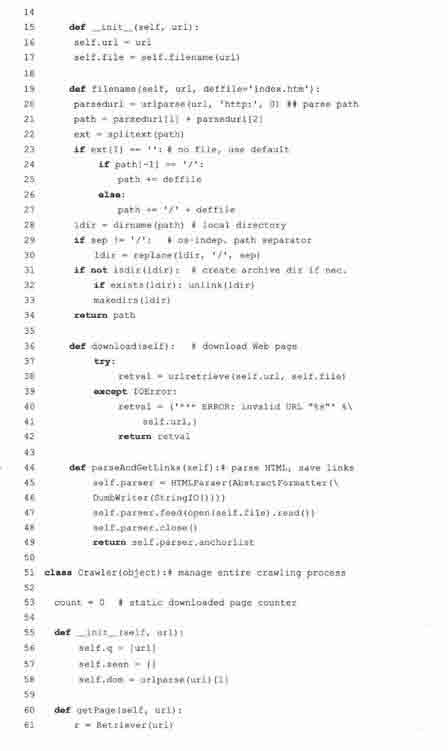 14
15 def __init__(self, url):
16 self.url = url
17 self.file = self.filename(url)
18
19 def filename(self, url, deffile='index.htm'):
20 parsedurl = urlparse(url, 'http:', 0) ## parse path
21 path = parsedurl[1] + parsedurl[2]
22 ext = splitext(path)
23 if ext[1] == '': # no file, use default
24 if path[-1] == '/':
25 path += deffile
26 else:
27 path += '/' + deffile
28 ldir = dirname(path) # local directory
29 if sep != '/': # os-indep. path separator
30 ldir = replace(ldir, '/', sep)
31 if not isdir(ldir): # create archive dir if nec.
32 if exists(ldir): unlink(ldir)
33 makedirs(ldir)
34 return path
35
36 def download(self): # download Web page
37 try:
38 retval = urlretrieve(self.url, self.file)
39 except IOError:
40 retval = ('*** ERROR: invalid URL "%s"' %\
41 self.url,)
42 return retval
43
44 def parseAndGetLinks(self):# parse HTML, save links
45 self.parser = HTMLParser(AbstractFormatter(\
46 DumbWriter(StringIO())))
47 self.parser.feed(open(self.file).read())
48 self.parser.close()
49 return self.parser.anchorlist
50
51 class Crawler(object):# manage entire crawling process
52
53 count = 0 # static downloaded page counter
54
55 def __init__(self, url):
56 self.q = [url]
57 self.seen = []
58 self.dom = urlparse(url)[1]
59
60 def getPage(self, url):
61 r = Retriever(url)